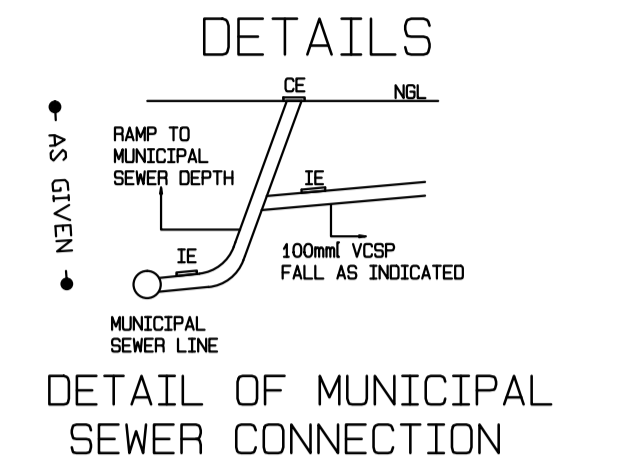 DETAILS
CE
NGL
RAMP TO
MUNICIPAL
SEWER DEPTH
IE
AS GIVEN
IE
100mm[ VCSP
FALL AS INDICATED
MUNICIPAL
SEWER LINE
DETAIL OF MUNICIPAL
SEWER CONNECTION